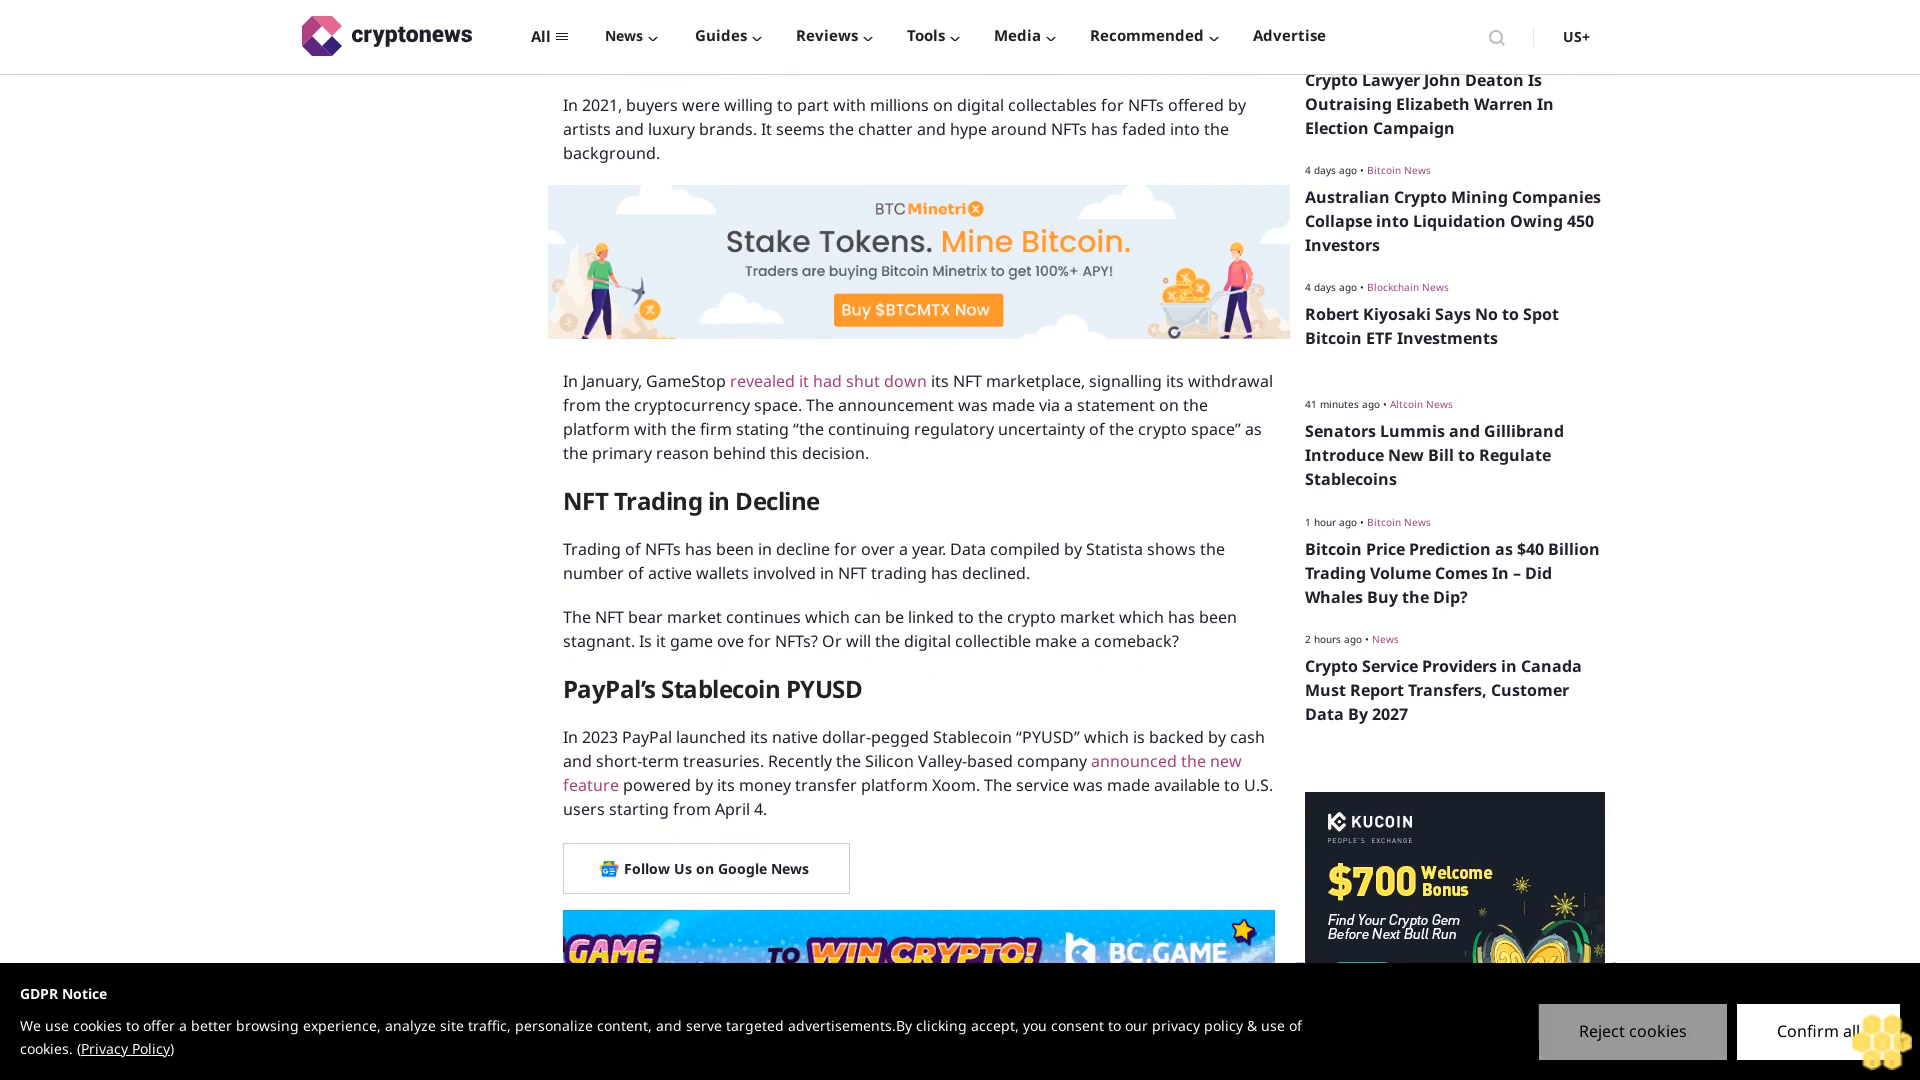 cryptonews
All
News
Guides
Reviews
Tools
Media
Recommended
Advertise
US+
In 2021, buyers were willing to part with millions on digital collectables for NFTs offered by
artists and luxury brands. It seems the chatter and hype around NFTs has faded into the
background.
BTC Minetrix
Stake Tokens. Mine Bitcoin.
Traders are buying Bitcoin Minetrix to get 100%+ APY!
Buy $BTCMTX Now
In January, GameStop revealed it had shut down its NFT marketplace, signalling its withdrawal
from the cryptocurrency space. The announcement was made via a statement on the
platform with the firm stating “the continuing regulatory uncertainty of the crypto space” as
the primary reason behind this decision.
NFT Trading in Decline
Trading of NFTs has been in decline for over a year. Data compiled by Statista shows the
number of active wallets involved in NFT trading has declined.
The NFT bear market continues which can be linked to the crypto market which has been
stagnant. Is it game ove for NFTs? Or will the digital collectible make a comeback?
PayPal’s Stablecoin PYUSD
In 2023 PayPal launched its native dollar-pegged Stablecoin “PYUSD” which is backed by cash
and short-term treasuries. Recently the Silicon Valley-based company announced the new
feature powered by its money transfer platform Xoom. The service was made available to U.S.
users starting from April 4.
Follow Us on Google News
GAME
TO WIN CRYPTO!
BC.GAME
Crypto Lawyer John Deaton Is
Outraising Elizabeth Warren In
Election Campaign
4 days ago • Bitcoin News
Australian Crypto Mining Companies
Collapse into Liquidation Owing 450
Investors
4 days ago • Blockchain News
Robert Kiyosaki Says No to Spot
Bitcoin ETF Investments
41 minutes ago • Altcoin News
Senators Lummis and Gillibrand
Introduce New Bill to Regulate
Stablecoins
1 hour ago • Bitcoin News
Bitcoin Price Prediction as $40 Billion
Trading Volume Comes In – Did
Whales Buy the Dip?
2 hours ago • News
Crypto Service Providers in Canada
Must Report Transfers, Customer
Data By 2027
KUCOIN
PEOPLE'S EXCHANGE
$700 Welcome
Bonus
Find Your Crypto Gem
Before Next Bull Run
GDPR Notice
We use cookies to offer a better browsing experience, analyze site traffic, personalize content, and serve targeted advertisements.By clicking accept, you consent to our privacy policy & use of
cookies. (Privacy Policy)
Reject cookies
Confirm all